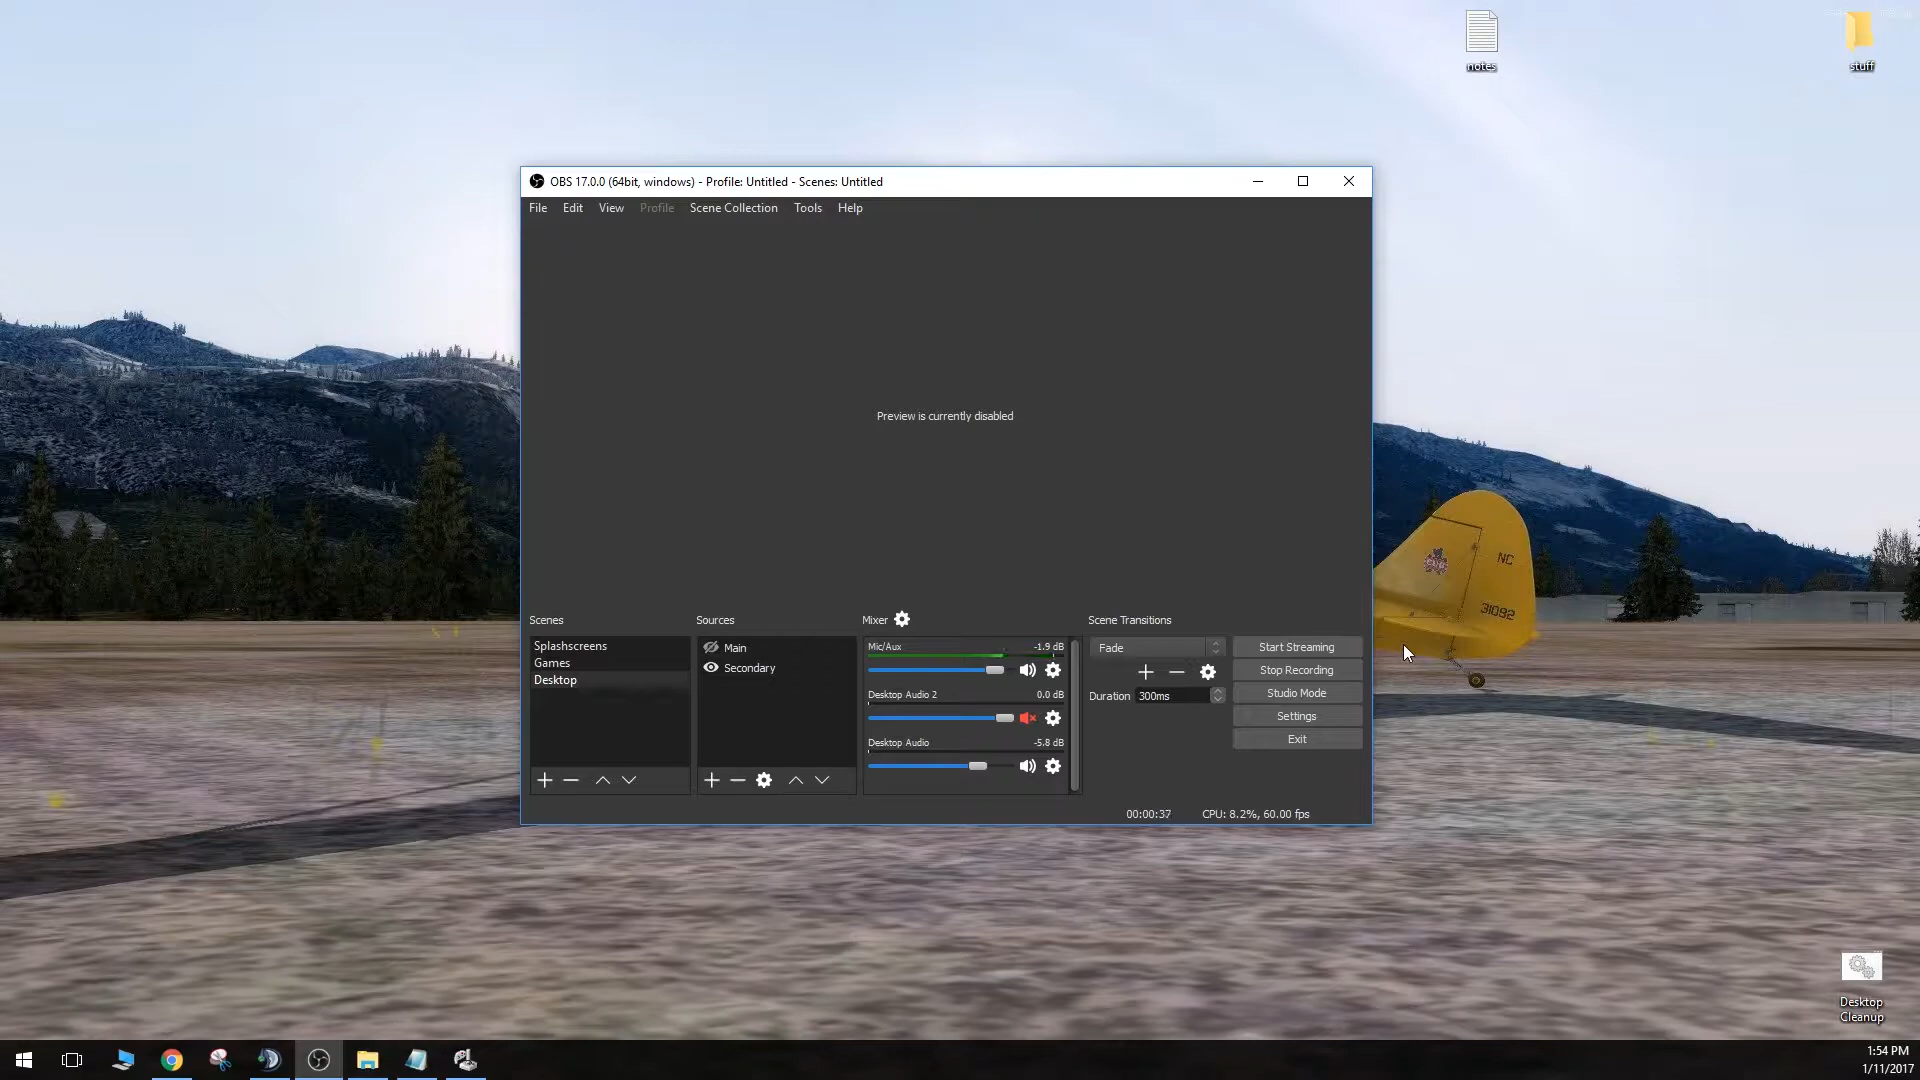 notes
stuff
OBS 17.0.0 (64bit, windows) - Profile: Untitled - Scenes: Untitled
File Edit View Profile Scene Collection Tools Help
Preview is currently disabled
NC
31092
Scenes
Splashscreens
Games
Desktop
Sources
Main
Secondary
Mixer
Mic/Aux -1.9 dB
Desktop Audio 2 0.0 dB
Desktop Audio -5.8 dB
Scene Transitions
Fade
Duration 300ms
Start Streaming
Stop Recording
Studio Mode
Settings
Exit
00:00:37 CPU: 8.2%, 60.00 fps
Desktop
Cleanup
1:54 PM
1/11/2017